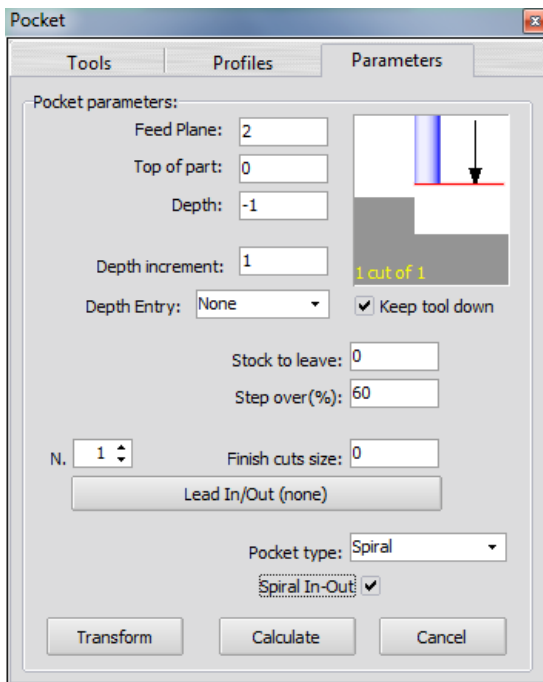 Pocket
Tools Profiles Parameters
Pocket parameters:
Feed Plane: 2
Top of part: 0
Depth: -1
Depth increment: 1
1 cut of 1
Depth Entry: None Keep tool down
Stock to leave: 0
Step over(%): 60
N. 1 Finish cuts size: 0
Lead In/Out (none)
Pocket type: Spiral
Spiral In-Out
Transform Calculate Cancel